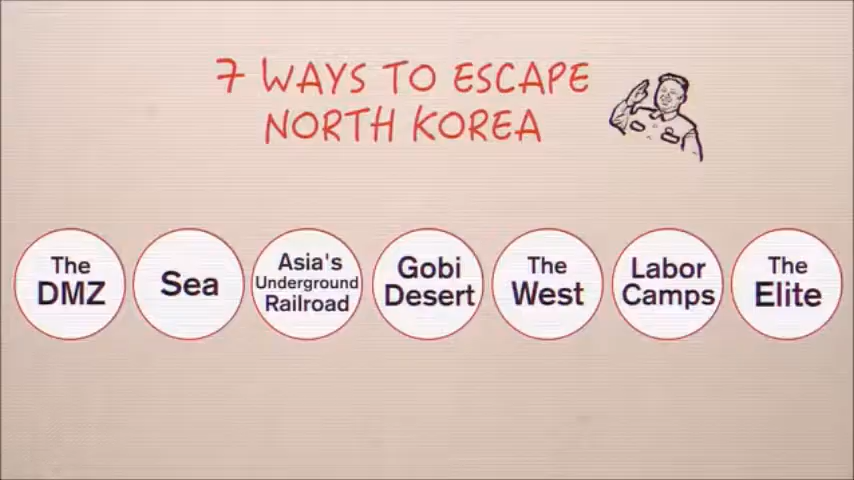 7 WAYS TO ESCAPE
NORTH KOREA
The
DMZ
Sea
Asia's
Underground
Railroad
Gobi
Desert
The
West
Labor
Camps
The
Elite